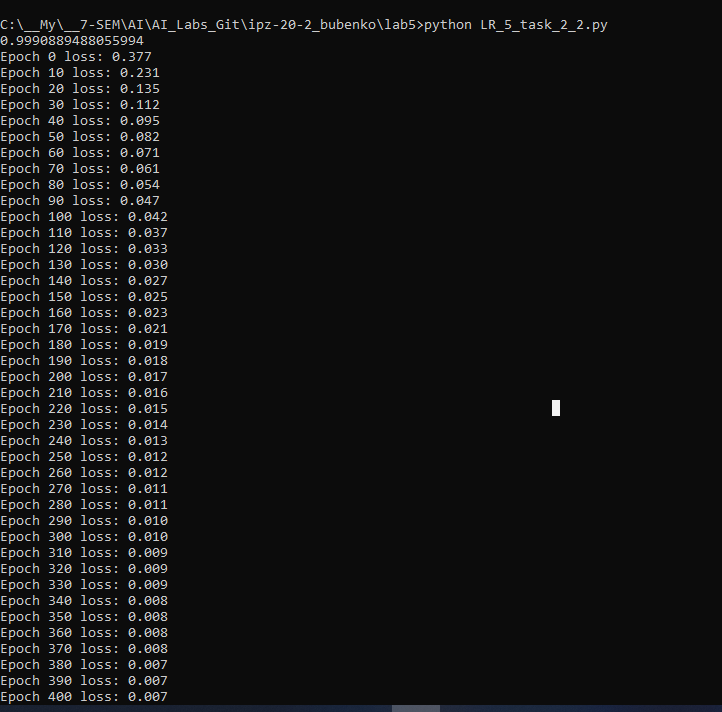 C:\__My\__7-SEM\AI\AI_Labs_Git\ipz-20-2_bubenko\lab5>python LR_5_task_2_2.py
0.9990889488055994
Epoch 0 loss: 0.377
Epoch 10 loss: 0.231
Epoch 20 loss: 0.135
Epoch 30 loss: 0.112
Epoch 40 loss: 0.095
Epoch 50 loss: 0.082
Epoch 60 loss: 0.071
Epoch 70 loss: 0.061
Epoch 80 loss: 0.054
Epoch 90 loss: 0.047
Epoch 100 loss: 0.042
Epoch 110 loss: 0.037
Epoch 120 loss: 0.033
Epoch 130 loss: 0.030
Epoch 140 loss: 0.027
Epoch 150 loss: 0.025
Epoch 160 loss: 0.023
Epoch 170 loss: 0.021
Epoch 180 loss: 0.019
Epoch 190 loss: 0.018
Epoch 200 loss: 0.017
Epoch 210 loss: 0.016
Epoch 220 loss: 0.015
Epoch 230 loss: 0.014
Epoch 240 loss: 0.013
Epoch 250 loss: 0.012
Epoch 260 loss: 0.012
Epoch 270 loss: 0.011
Epoch 280 loss: 0.011
Epoch 290 loss: 0.010
Epoch 300 loss: 0.010
Epoch 310 loss: 0.009
Epoch 320 loss: 0.009
Epoch 330 loss: 0.009
Epoch 340 loss: 0.008
Epoch 350 loss: 0.008
Epoch 360 loss: 0.008
Epoch 370 loss: 0.008
Epoch 380 loss: 0.007
Epoch 390 loss: 0.007
Epoch 400 loss: 0.007